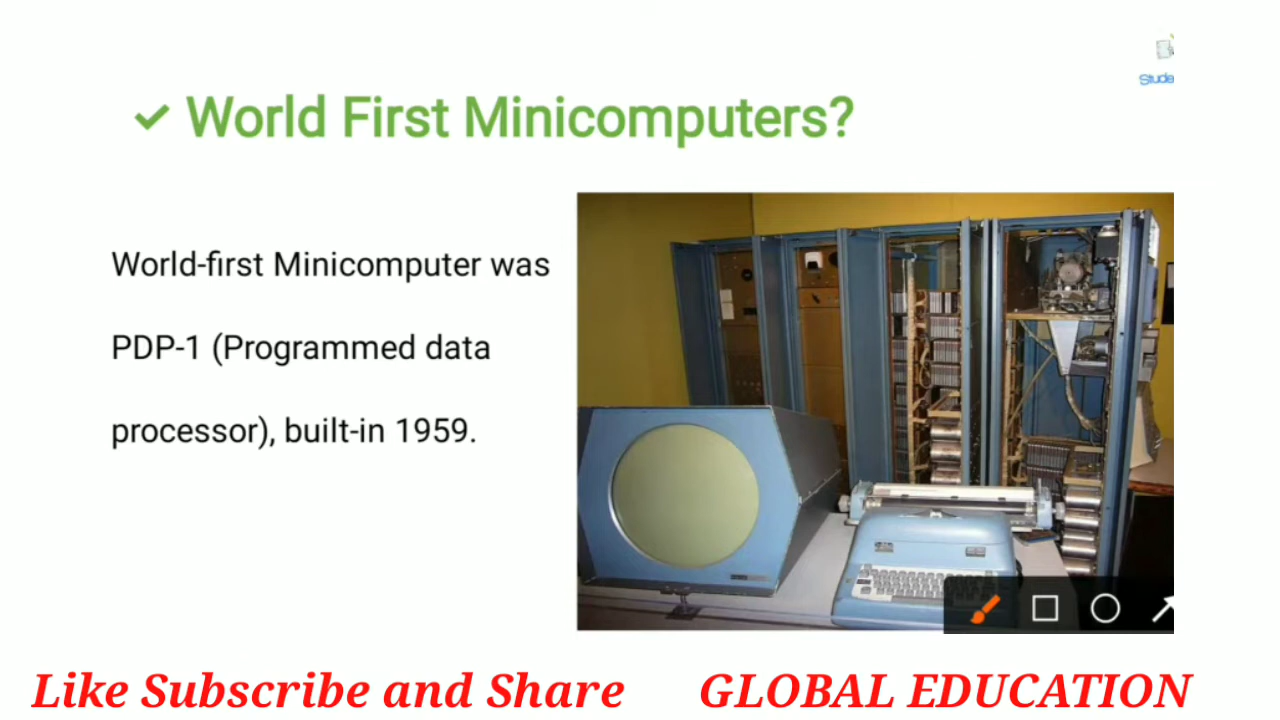 World First Minicomputers?
World-first Minicomputer was
PDP-1 (Programmed data
processor), built-in 1959.
Like Subscribe and Share GLOBAL EDUCATION